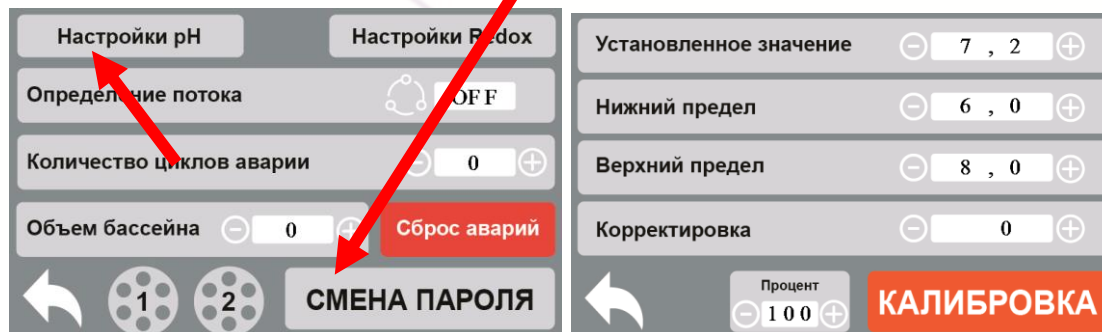 Настройки pH
Настройки Redox
Определение потока
OFF
Количество циклов аварии
0
Объем бассейна
0
Сброс аварий
1
2
СМЕНА ПАРОЛЯ
Установленное значение
7 , 2
Нижний предел
6 , 0
Верхний предел
8 , 0
Корректировка
0
Процент
100
КАЛИБРОВКА